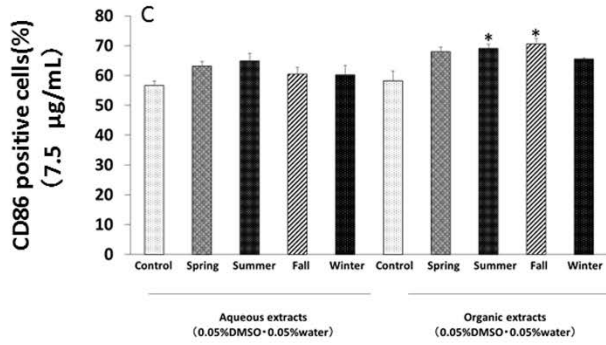 C
CD86 positive cells(%)
(7.5 μg/mL)
80
70
60
50
40
30
20
10
0
* *
Control Spring Summer Fall Winter Control Spring Summer Fall Winter
Aqueous extracts Organic extracts
(0.05%DMSO・0.05%water) (0.05%DMSO・0.05%water)